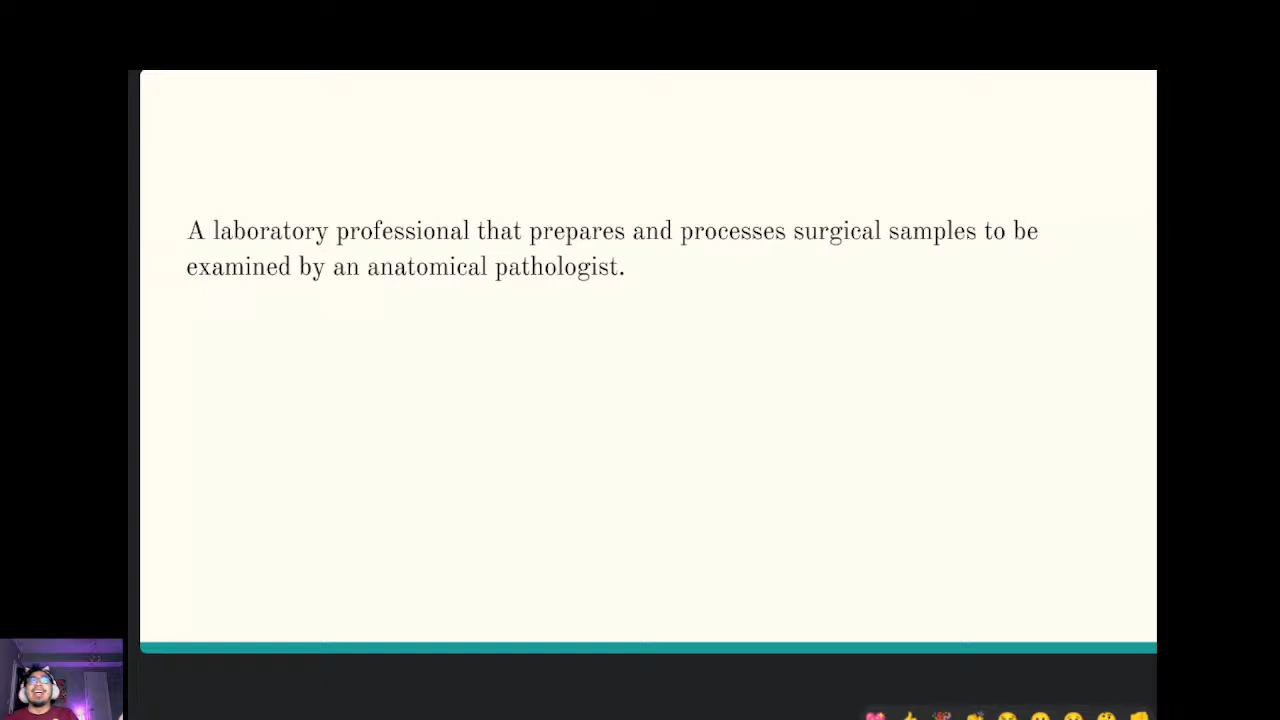 A laboratory professional that prepares and processes surgical samples to be
examined by an anatomical pathologist.